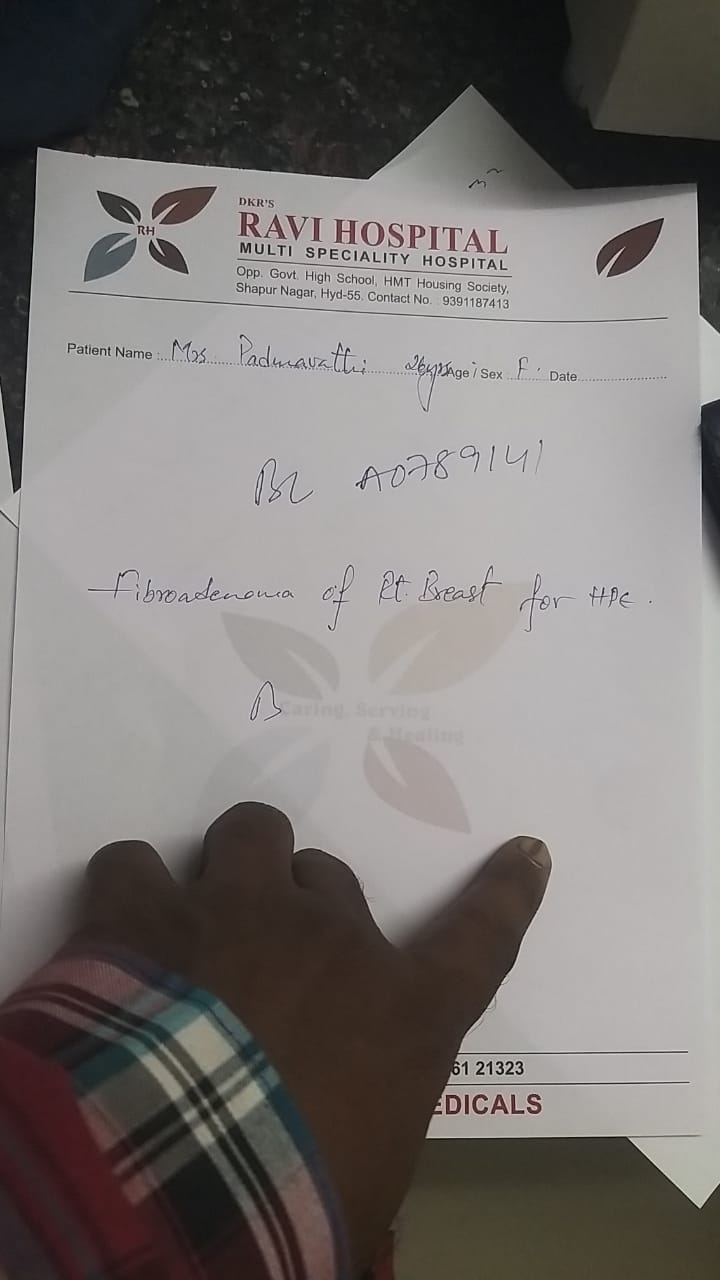 RH
DKR'S
RAVI HOSPITAL
MULTI SPECIALITY HOSPITAL
Opp. Govt. High School, HMT Housing Society,
Shapur Nagar, Hyd-55. Contact No. 9391187413
Patient Name : Mrs Padmavathi 26yrs Age / Sex F. Date
A0789141
Fibroadenoma of Rt. Breast for HPE.
Caring, Serving
& Healing
61 21323
EDICALS